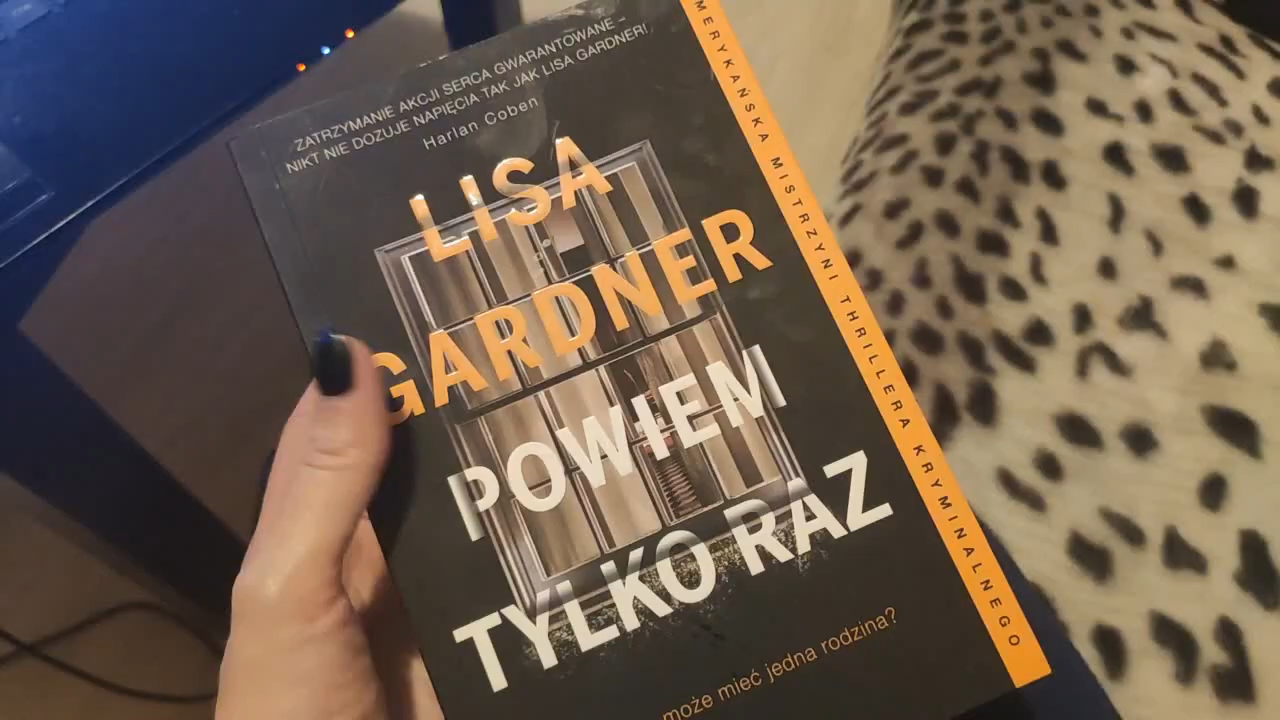 ZATRZYMANIE AKCJI SERCA GWARANTOWANE –
NIKT NIE DOZUJE NAPIĘCIA TAK JAK LISA GARDNER!
Harlan Coben
LISA
GARDNER
POWIEM
TYLKO RAZ
może mieć jedna rodzina?
MERYKAŃSKA MISTRZYNI THRILLERA KRYMINALNEGO